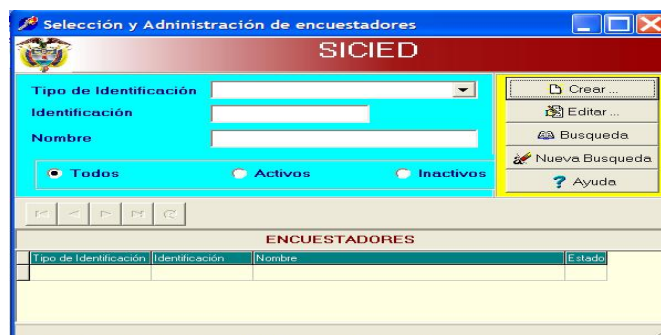 Selección y Administración de encuestadores
SICIED
Tipo de Identificación
Identificación
Nombre
Todos
Activos
Inactivos
Crear ...
Editar ...
Busqueda
Nueva Busqueda
Ayuda
ENCUESTADORES
Tipo de Identificación Identificación Nombre Estado